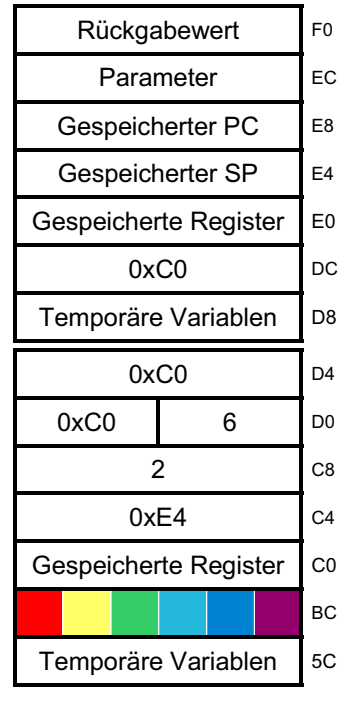 Rückgabewert F0
Parameter EC
Gespeicherter PC E8
Gespeicherter SP E4
Gespeicherte Register E0
0xC0 DC
Temporäre Variablen D8
0xC0 D4
0xC0 6 D0
2 C8
0xE4 C4
Gespeicherte Register C0
BC
Temporäre Variablen 5C